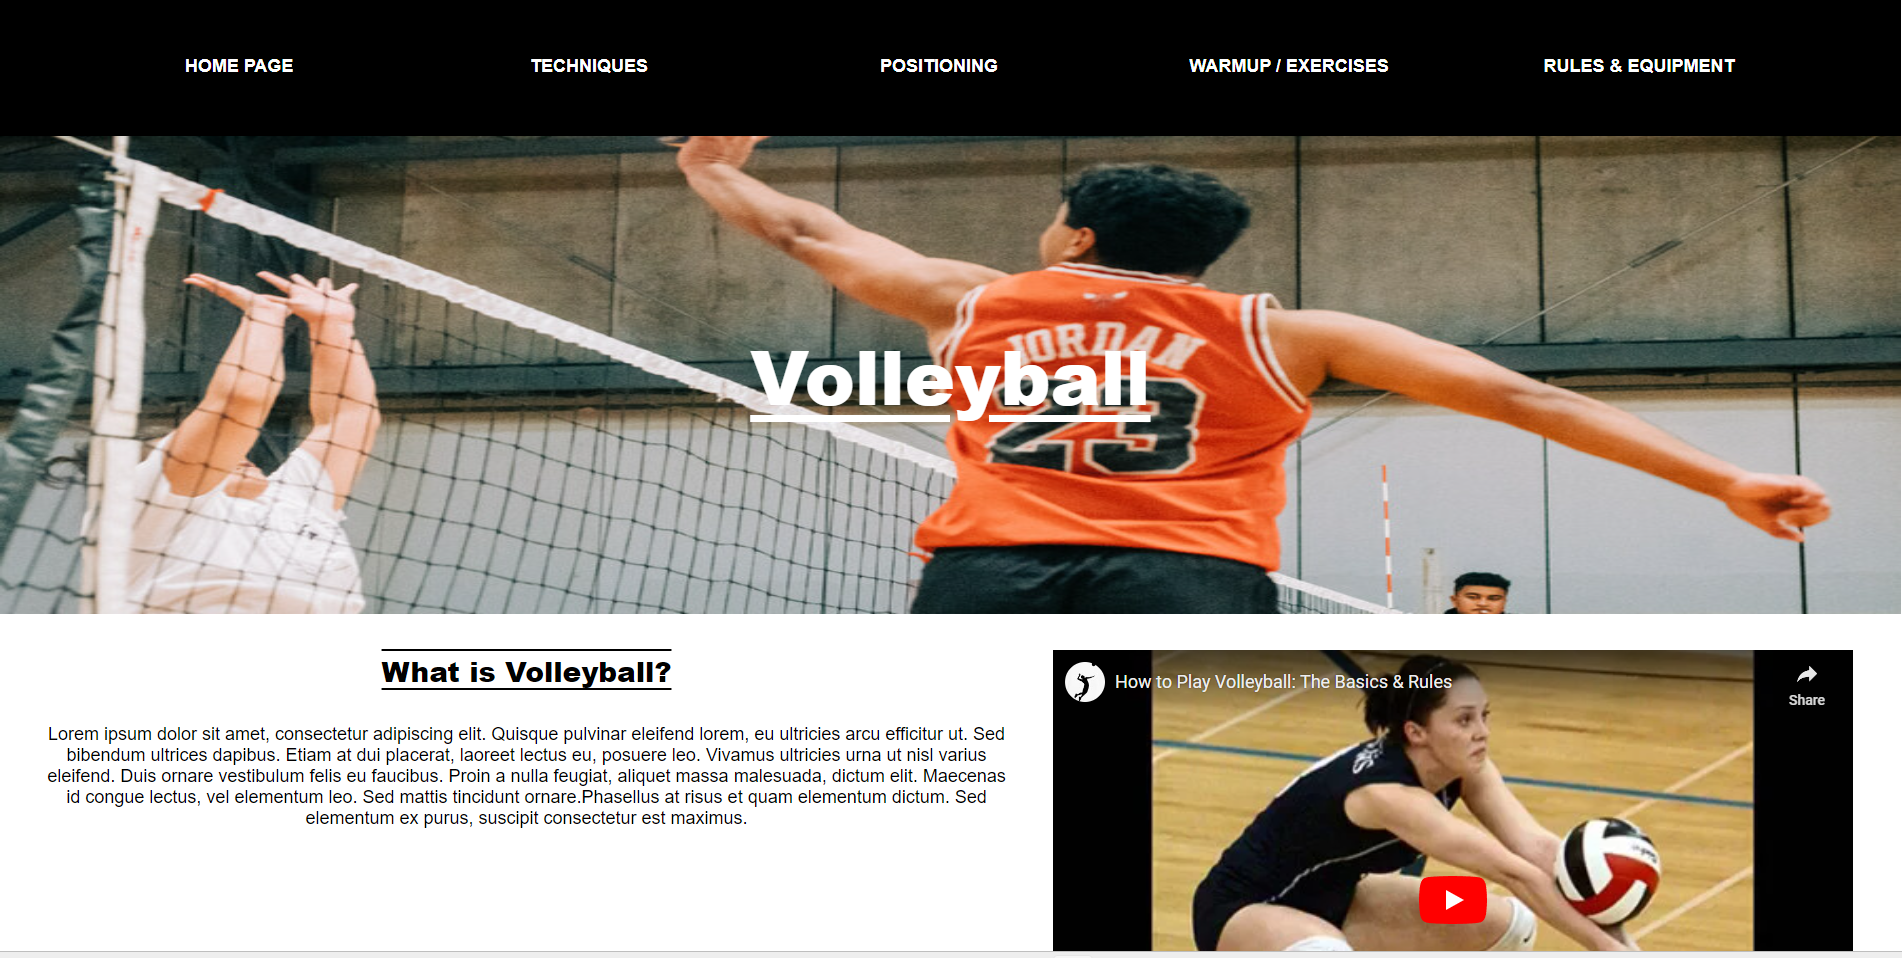 HOME PAGE TECHNIQUES POSITIONING WARMUP / EXERCISES RULES & EQUIPMENT
JORDAN
Volleyball
23
What is Volleyball?
Lorem ipsum dolor sit amet, consectetur adipiscing elit. Quisque pulvinar eleifend lorem, eu ultricies arcu efficitur ut. Sed
bibendum ultrices dapibus. Etiam at dui placerat, laoreet lectus eu, posuere leo. Vivamus ultricies urna ut nisl varius
eleifend. Duis ornare vestibulum felis eu faucibus. Proin a nulla feugiat, aliquet massa malesuada, dictum elit. Maecenas
id congue lectus, vel elementum leo. Sed mattis tincidunt ornare.Phasellus at risus et quam elementum dictum. Sed
elementum ex purus, suscipit consectetur est maximus.
How to Play Volleyball: The Basics & Rules
Share